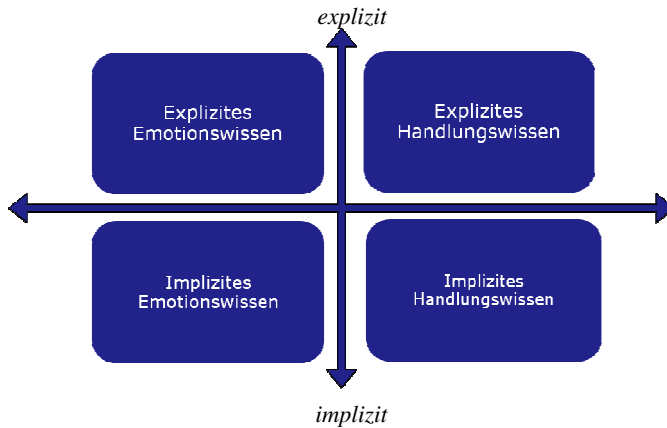 explizit
Explizites
Emotionswissen
Explizites
Handlungswissen
Implizites
Emotionswissen
Implizites
Handlungswissen
implizit